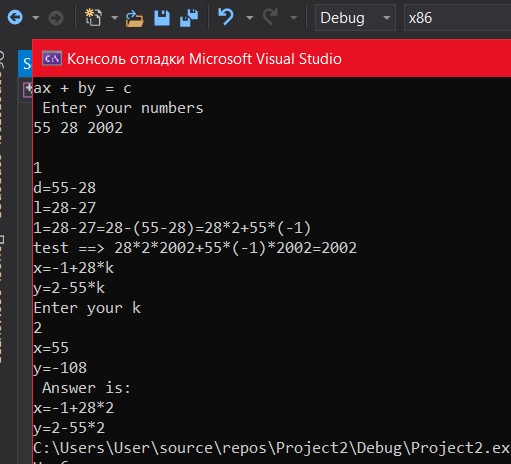 Debug x86
Консоль отладки Microsoft Visual Studio
ax + by = c
Enter your numbers
55 28 2002
1
d=55-28
l=28-27
1=28-27=28-(55-28)=28*2+55*(-1)
test ==> 28*2*2002+55*(-1)*2002=2002
x=-1+28*k
y=2-55*k
Enter your k
2
x=55
y=-108
Answer is:
x=-1+28*2
y=2-55*2
C:\Users\User\source\repos\Project2\Debug\Project2.ex